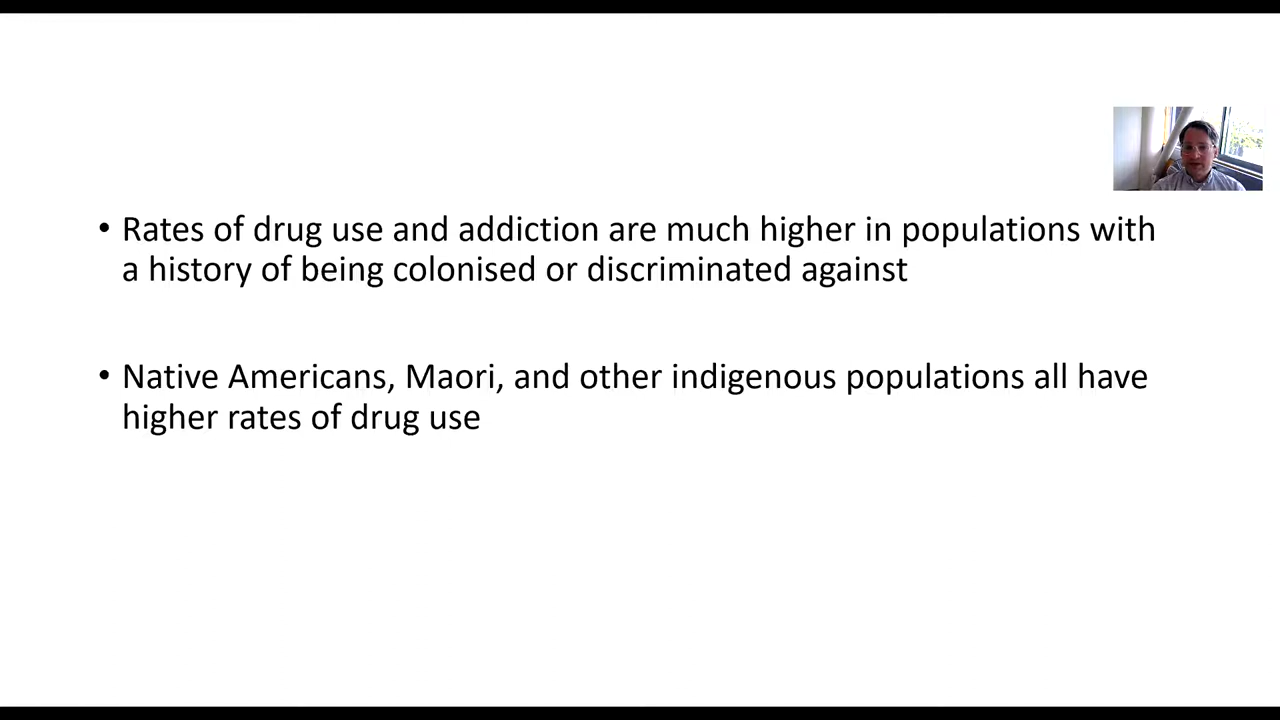 • Rates of drug use and addiction are much higher in populations with
a history of being colonised or discriminated against
• Native Americans, Maori, and other indigenous populations all have
higher rates of drug use